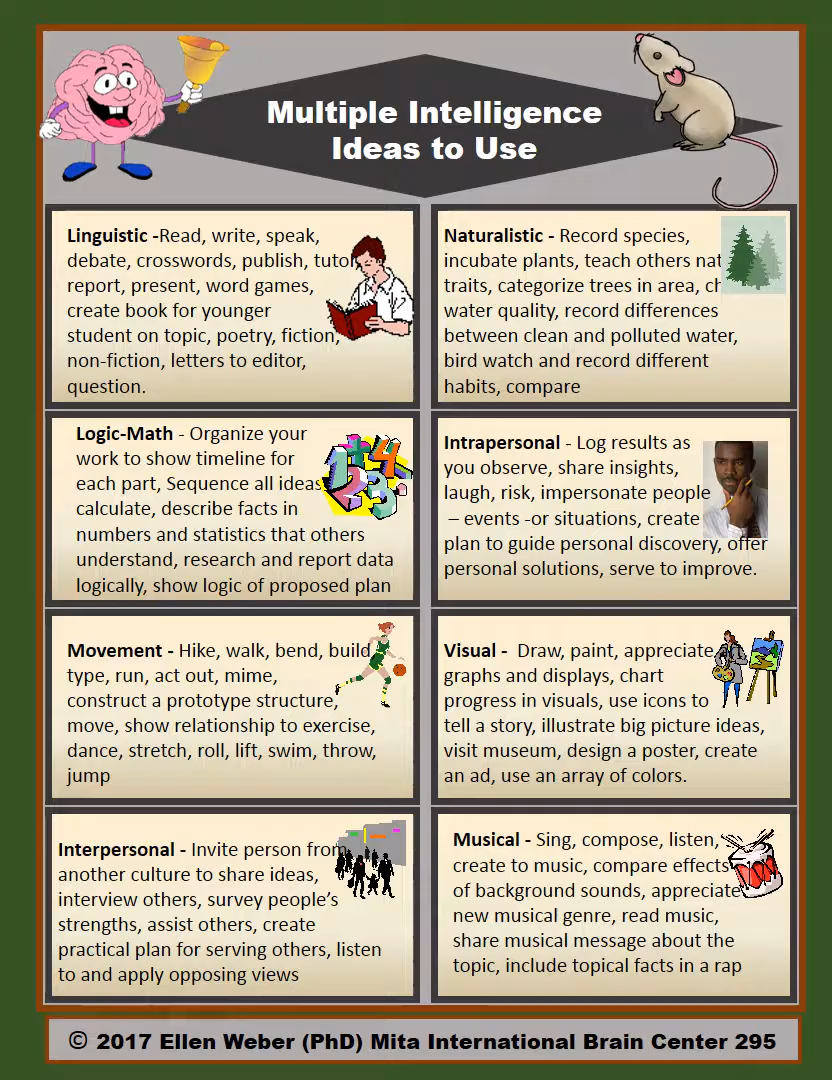 Multiple Intelligence
Ideas to Use
Linguistic -Read, write, speak,
debate, crosswords, publish, tutor
report, present, word games,
create book for younger
student on topic, poetry, fiction,
non-fiction, letters to editor,
question.
Naturalistic - Record species,
incubate plants, teach others
traits, categorize trees in area,
water quality, record differences
between clean and polluted water,
bird watch and record different
habits, compare
Logic-Math - Organize your
work to show timeline for
each part, Sequence all ideas
calculate, describe facts in
numbers and statistics that others
understand, research and report data
logically, show logic of proposed plan
Intrapersonal - Log results as
you observe, share insights,
laugh, risk, impersonate people
– events -or situations, create
plan to guide personal discovery, offer
personal solutions, serve to improve.
Movement - Hike, walk, bend, build
type, run, act out, mime,
construct a prototype structure,
move, show relationship to exercise,
dance, stretch, roll, lift, swim, throw,
jump
Visual - Draw, paint, appreciate
graphs and displays, chart
progress in visuals, use icons to
tell a story, illustrate big picture ideas,
visit museum, design a poster, create
an ad, use an array of colors.
Interpersonal - Invite person from
another culture to share ideas,
interview others, survey people’s
strengths, assist others, create
practical plan for serving others, listen
to and apply opposing views
Musical - Sing, compose, listen,
create to music, compare effects
of background sounds, appreciate
new musical genre, read music,
share musical message about the
topic, include topical facts in a rap
© 2017 Ellen Weber (PhD) Mita International Brain Center 295